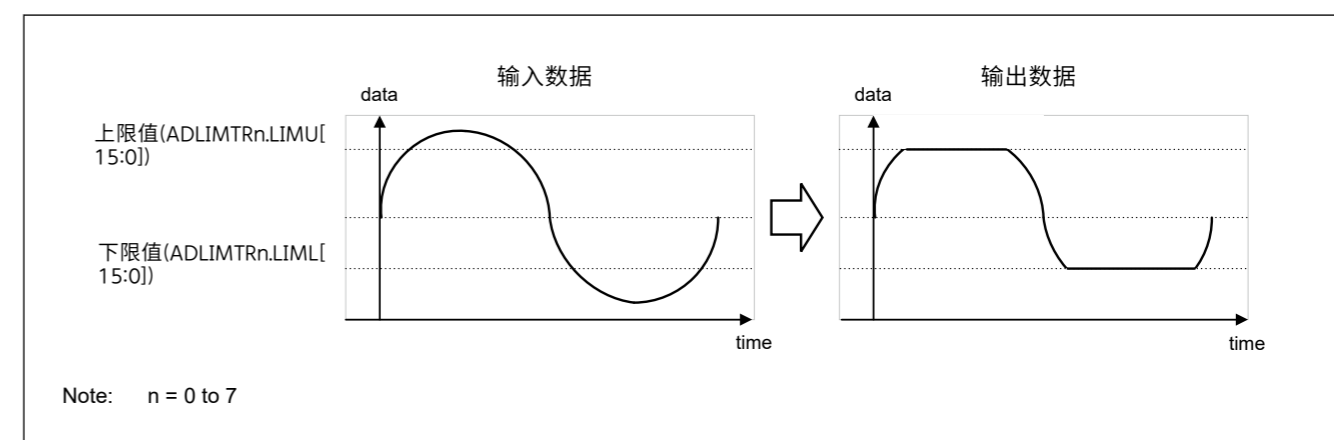 输入数据
输出数据
data
data
上限值(ADLIMTRn.LIMU[
15:0])
下限值(ADLIMTRn.LIML[
15:0])
time
time
Note: n = 0 to 7